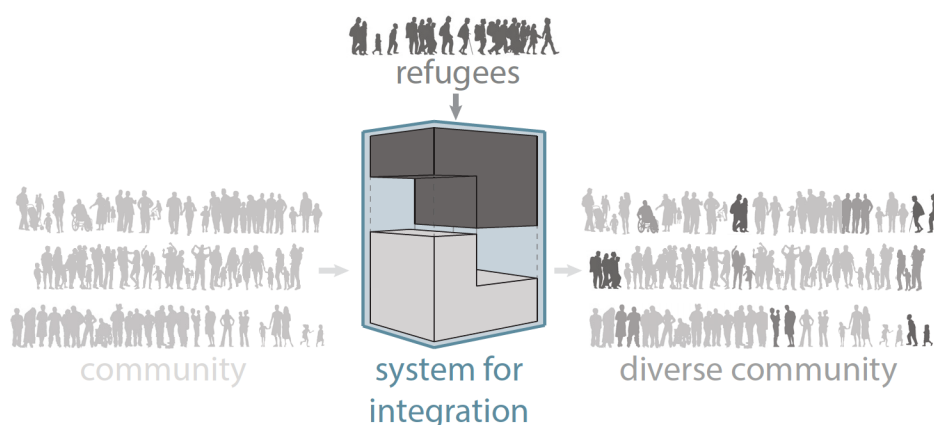 refugees
community
system for
integration
diverse community